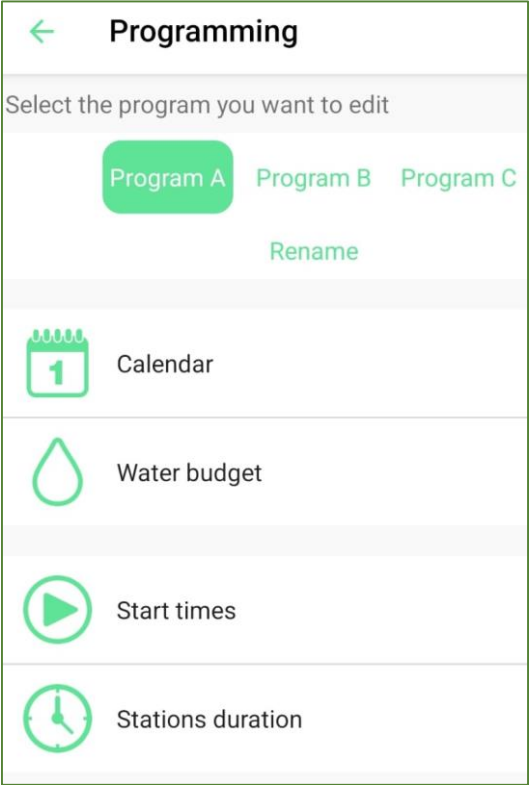 Programming
Select the program you want to edit
Program A Program B Program C
Rename
1
Calendar
Water budget
Start times
Stations duration